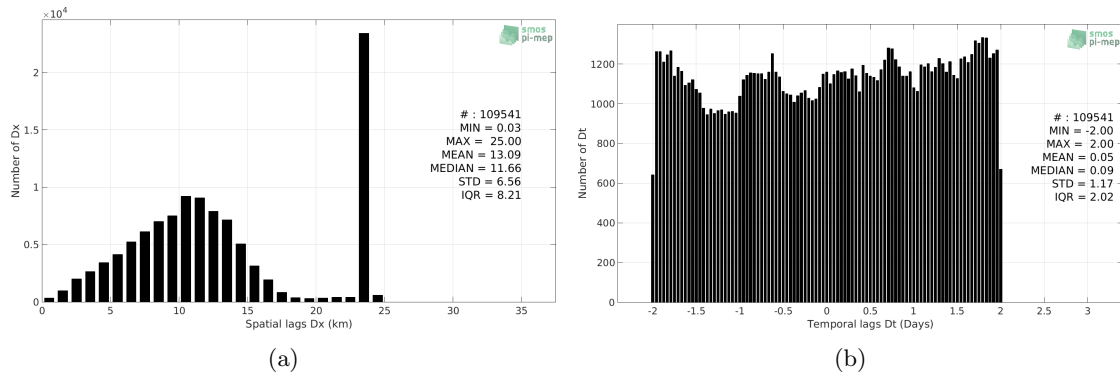 ×10⁴
2
1.5
1
0.5
0
Number of Dx
0 5 10 15 20 25 30 35
Spatial lags Dx (km)
smos
pi-mep
# : 109541
MIN = 0.03
MAX = 25.00
MEAN = 13.09
MEDIAN = 11.66
STD = 6.56
IQR = 8.21
(a)
1200
1000
800
600
400
200
0
Number of Dt
-2 -1.5 -1 -0.5 0 0.5 1 1.5 2 2.5 3
Temporal lags Dt (Days)
smos
pi-mep
# : 109541
MIN = -2.00
MAX = 2.00
MEAN = 0.05
MEDIAN = 0.09
STD = 1.17
IQR = 2.02
(b)